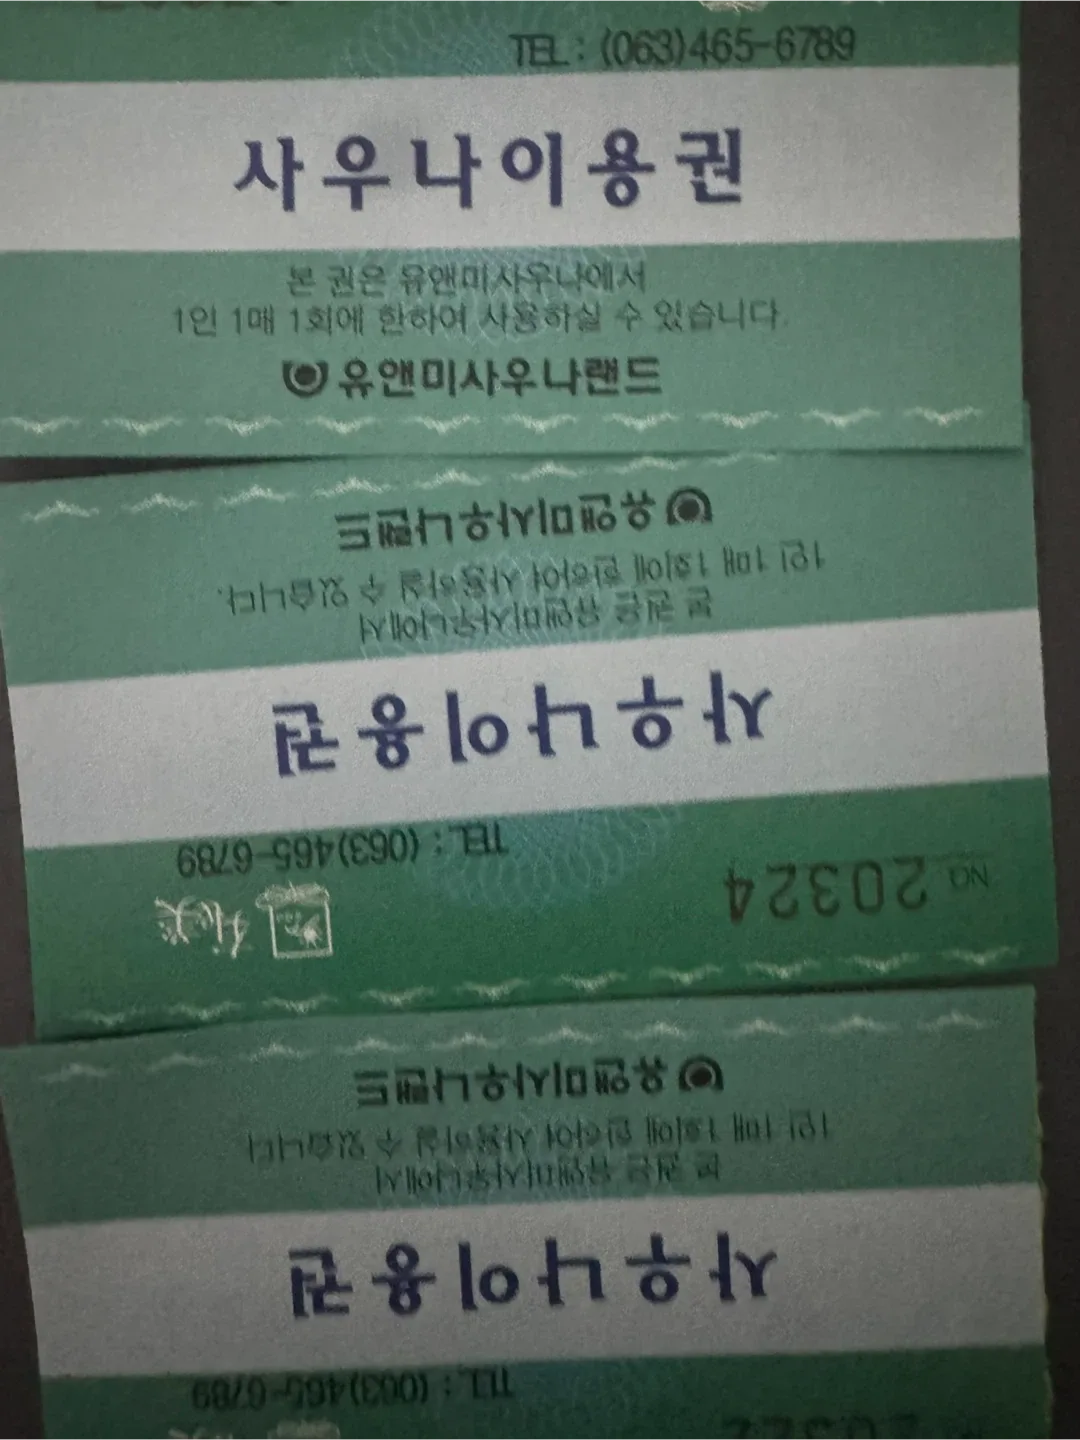 TEL : (063)465-6789
사우나이용권
본 권은 유앤미사우나에서
1인 1매 1회에 한하여 사용하실 수 있습니다.
유앤미사우나랜드
NO 20324
TEL : (063)465-6789
사우나이용권
본 권은 유앤미사우나에서
1인 1매 1회에 한하여 사용하실 수 있습니다.
유앤미사우나랜드
TEL : (063)465-6789
사우나이용권
본 권은 유앤미사우나에서
1인 1매 1회에 한하여 사용하실 수 있습니다
유앤미사우나랜드